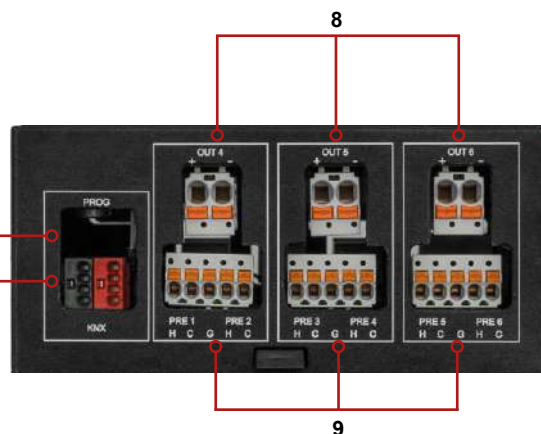 8
OUT 4 OUT 5 OUT 6
+ - + - + -
PROG
KNX
PRE 1 PRE 2 PRE 3 PRE 4 PRE 5 PRE 6
H C G H C H C G H C H C G H C
9